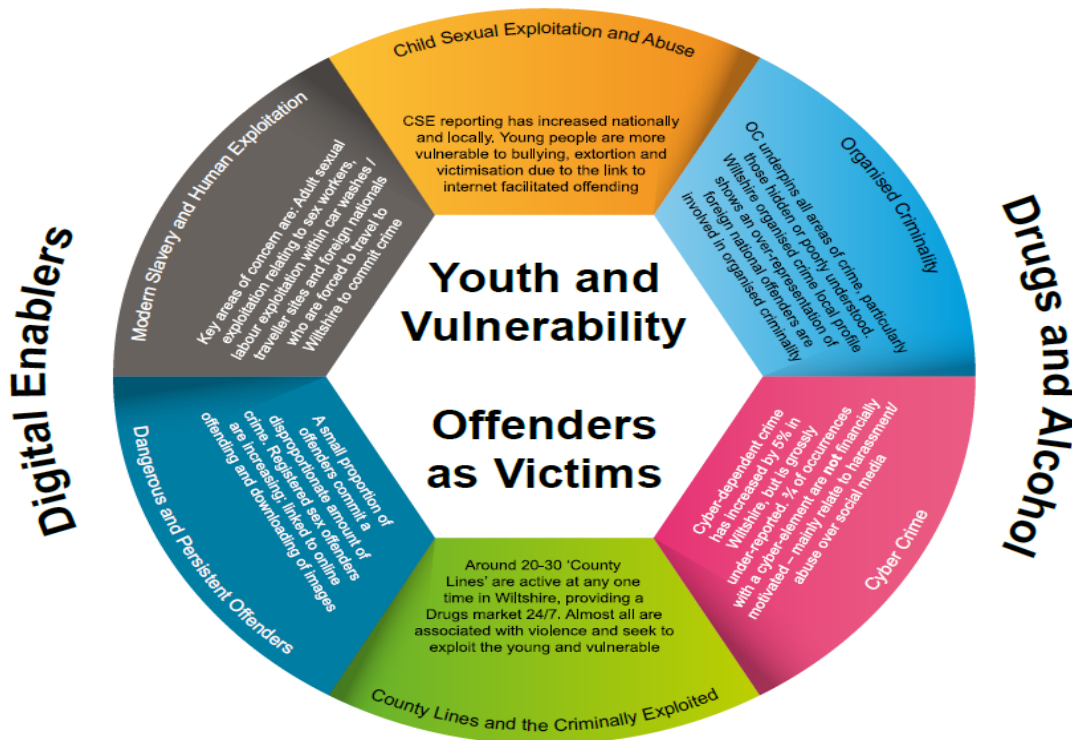 Child Sexual Exploitation and Abuse
CSE reporting has increased nationally
and locally. Young people are more
vulnerable to bullying, extortion and
victimisation due to the link to
internet facilitated offending
Organised Criminality
OC underpins all areas of crime, particularly
those hidden or poorly understood.
Wiltshire organised crime local profile
shows an over-representation of
foreign national offenders are
involved in organised criminality
Drugs and Alcohol
Cyber Crime
Cyber-dependent crime
has increased by 5% in
Wiltshire, but is grossly
under-reported. ¾ of occurrences
with a cyber-element are not financially
motivated – mainly relate to harassment/
abuse over social media
Around 20-30 ‘County
Lines’ are active at any one
time in Wiltshire, providing a
Drugs market 24/7. Almost all are
associated with violence and seek to
exploit the young and vulnerable
County Lines and the Criminally Exploited
Dangerous and Persistent Offenders
A small proportion of
offenders commit a
disproportionate amount of
crime. Registered sex offenders
are increasing; linked to online
offending and downloading of images
Digital Enablers
Modern Slavery and Human Exploitation
Key areas of concern are: Adult sexual
exploitation relating to sex workers,
labour exploitation within car washes /
traveller sites and foreign nationals
who are forced to travel to
Wiltshire to commit crime
Youth and
Vulnerability
Offenders
as Victims